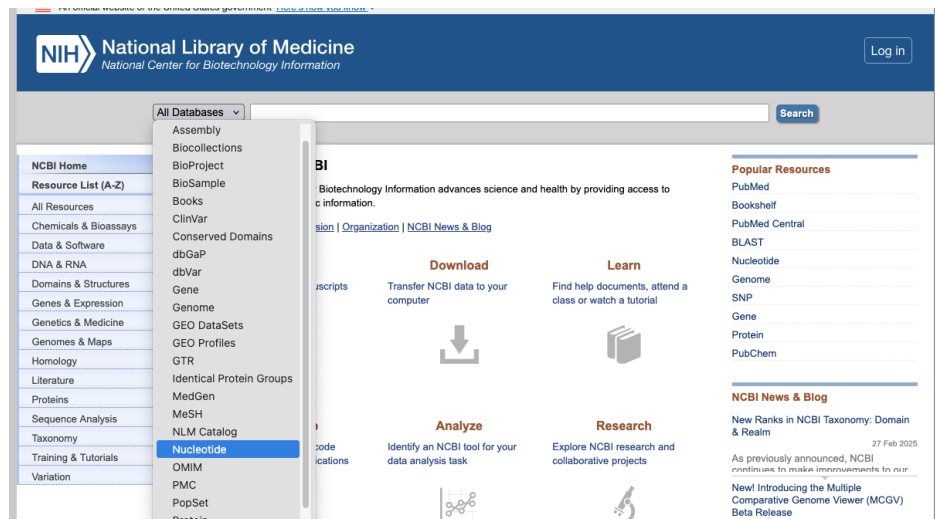 An official website of the United States government Here's how you know
NIH National Library of Medicine
National Center for Biotechnology Information
Log in
All Databases
Search
Assembly
Biocollections
BioProject
BioSample
Books
ClinVar
Conserved Domains
dbGaP
dbVar
Gene
Genome
GEO DataSets
GEO Profiles
GTR
Identical Protein Groups
MedGen
MeSH
NLM Catalog
Nucleotide
OMIM
PMC
PopSet
Protein
NCBI Home
Resource List (A-Z)
All Resources
Chemicals & Bioassays
Data & Software
DNA & RNA
Domains & Structures
Genes & Expression
Genetics & Medicine
Genomes & Maps
Homology
Literature
Proteins
Sequence Analysis
Taxonomy
Training & Tutorials
Variation
BI
Biotechnology Information advances science and health by providing access to
c information.
sion | Organization | NCBI News & Blog
uscripts
Download
Transfer NCBI data to your
computer
Learn
Find help documents, attend a
class or watch a tutorial
code
ications
Analyze
Identify an NCBI tool for your
data analysis task
Research
Explore NCBI research and
collaborative projects
Popular Resources
PubMed
Bookshelf
PubMed Central
BLAST
Nucleotide
Genome
SNP
Gene
Protein
PubChem
NCBI News & Blog
New Ranks in NCBI Taxonomy: Domain
& Realm
27 Feb 2025
As previously announced, NCBI
continues to make improvements to our
New! Introducing the Multiple
Comparative Genome Viewer (MCGV)
Beta Release